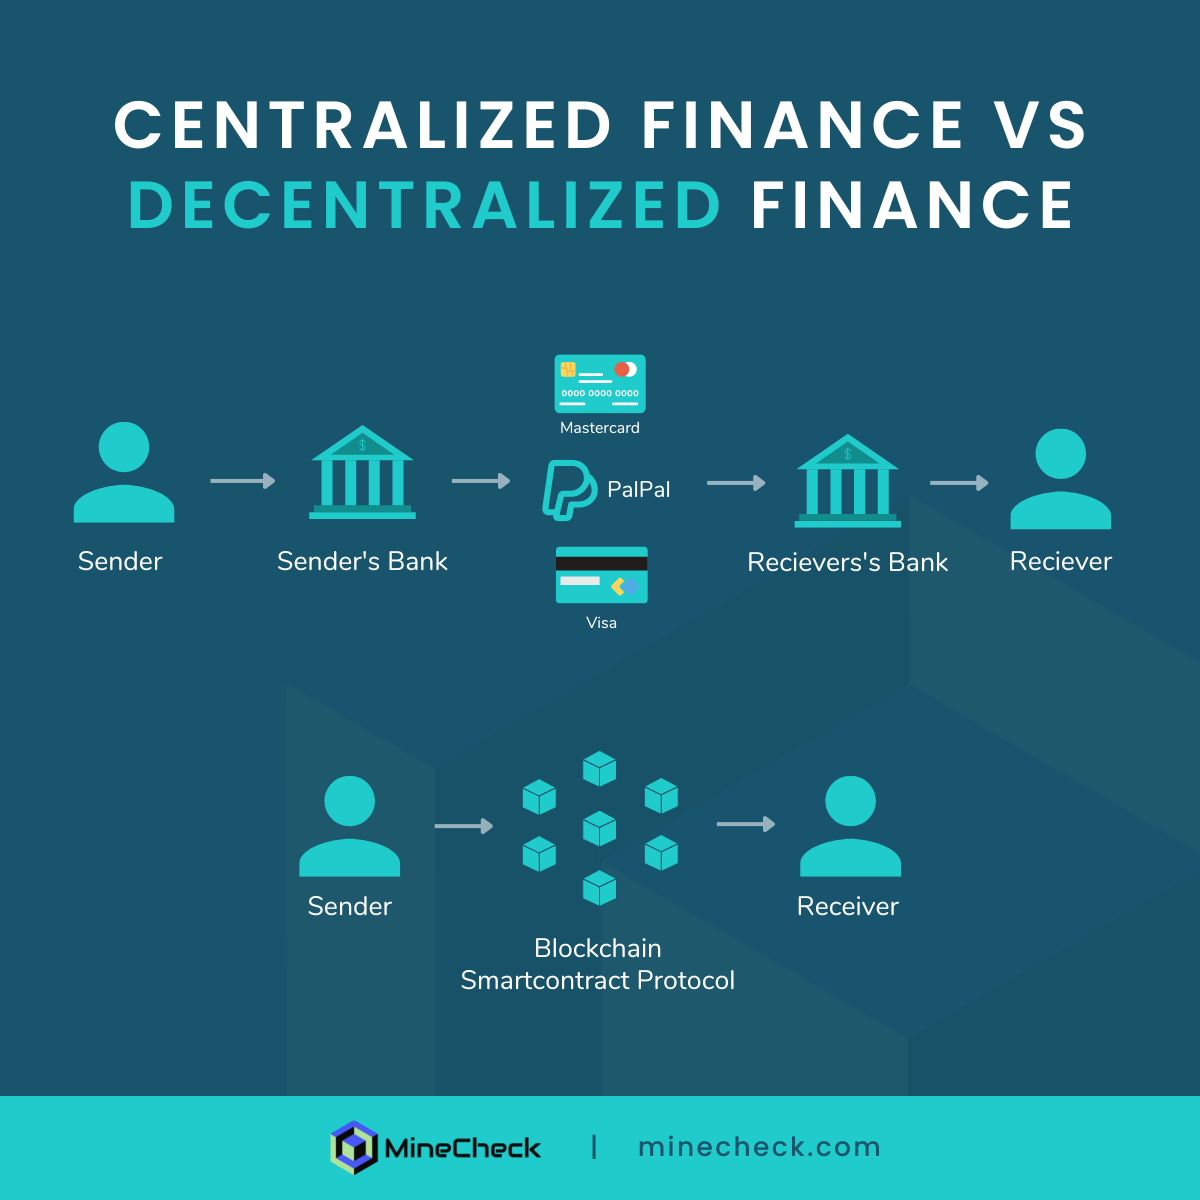 CENTRALIZED FINANCE VS
DECENTRALIZED FINANCE
0000 0000 0000
Mastercard
$
PalPal
$
Sender
Sender's Bank
Recievers's Bank
Reciever
Visa
Sender
Receiver
Blockchain
Smartcontract Protocol
MineCheck | minecheck.com